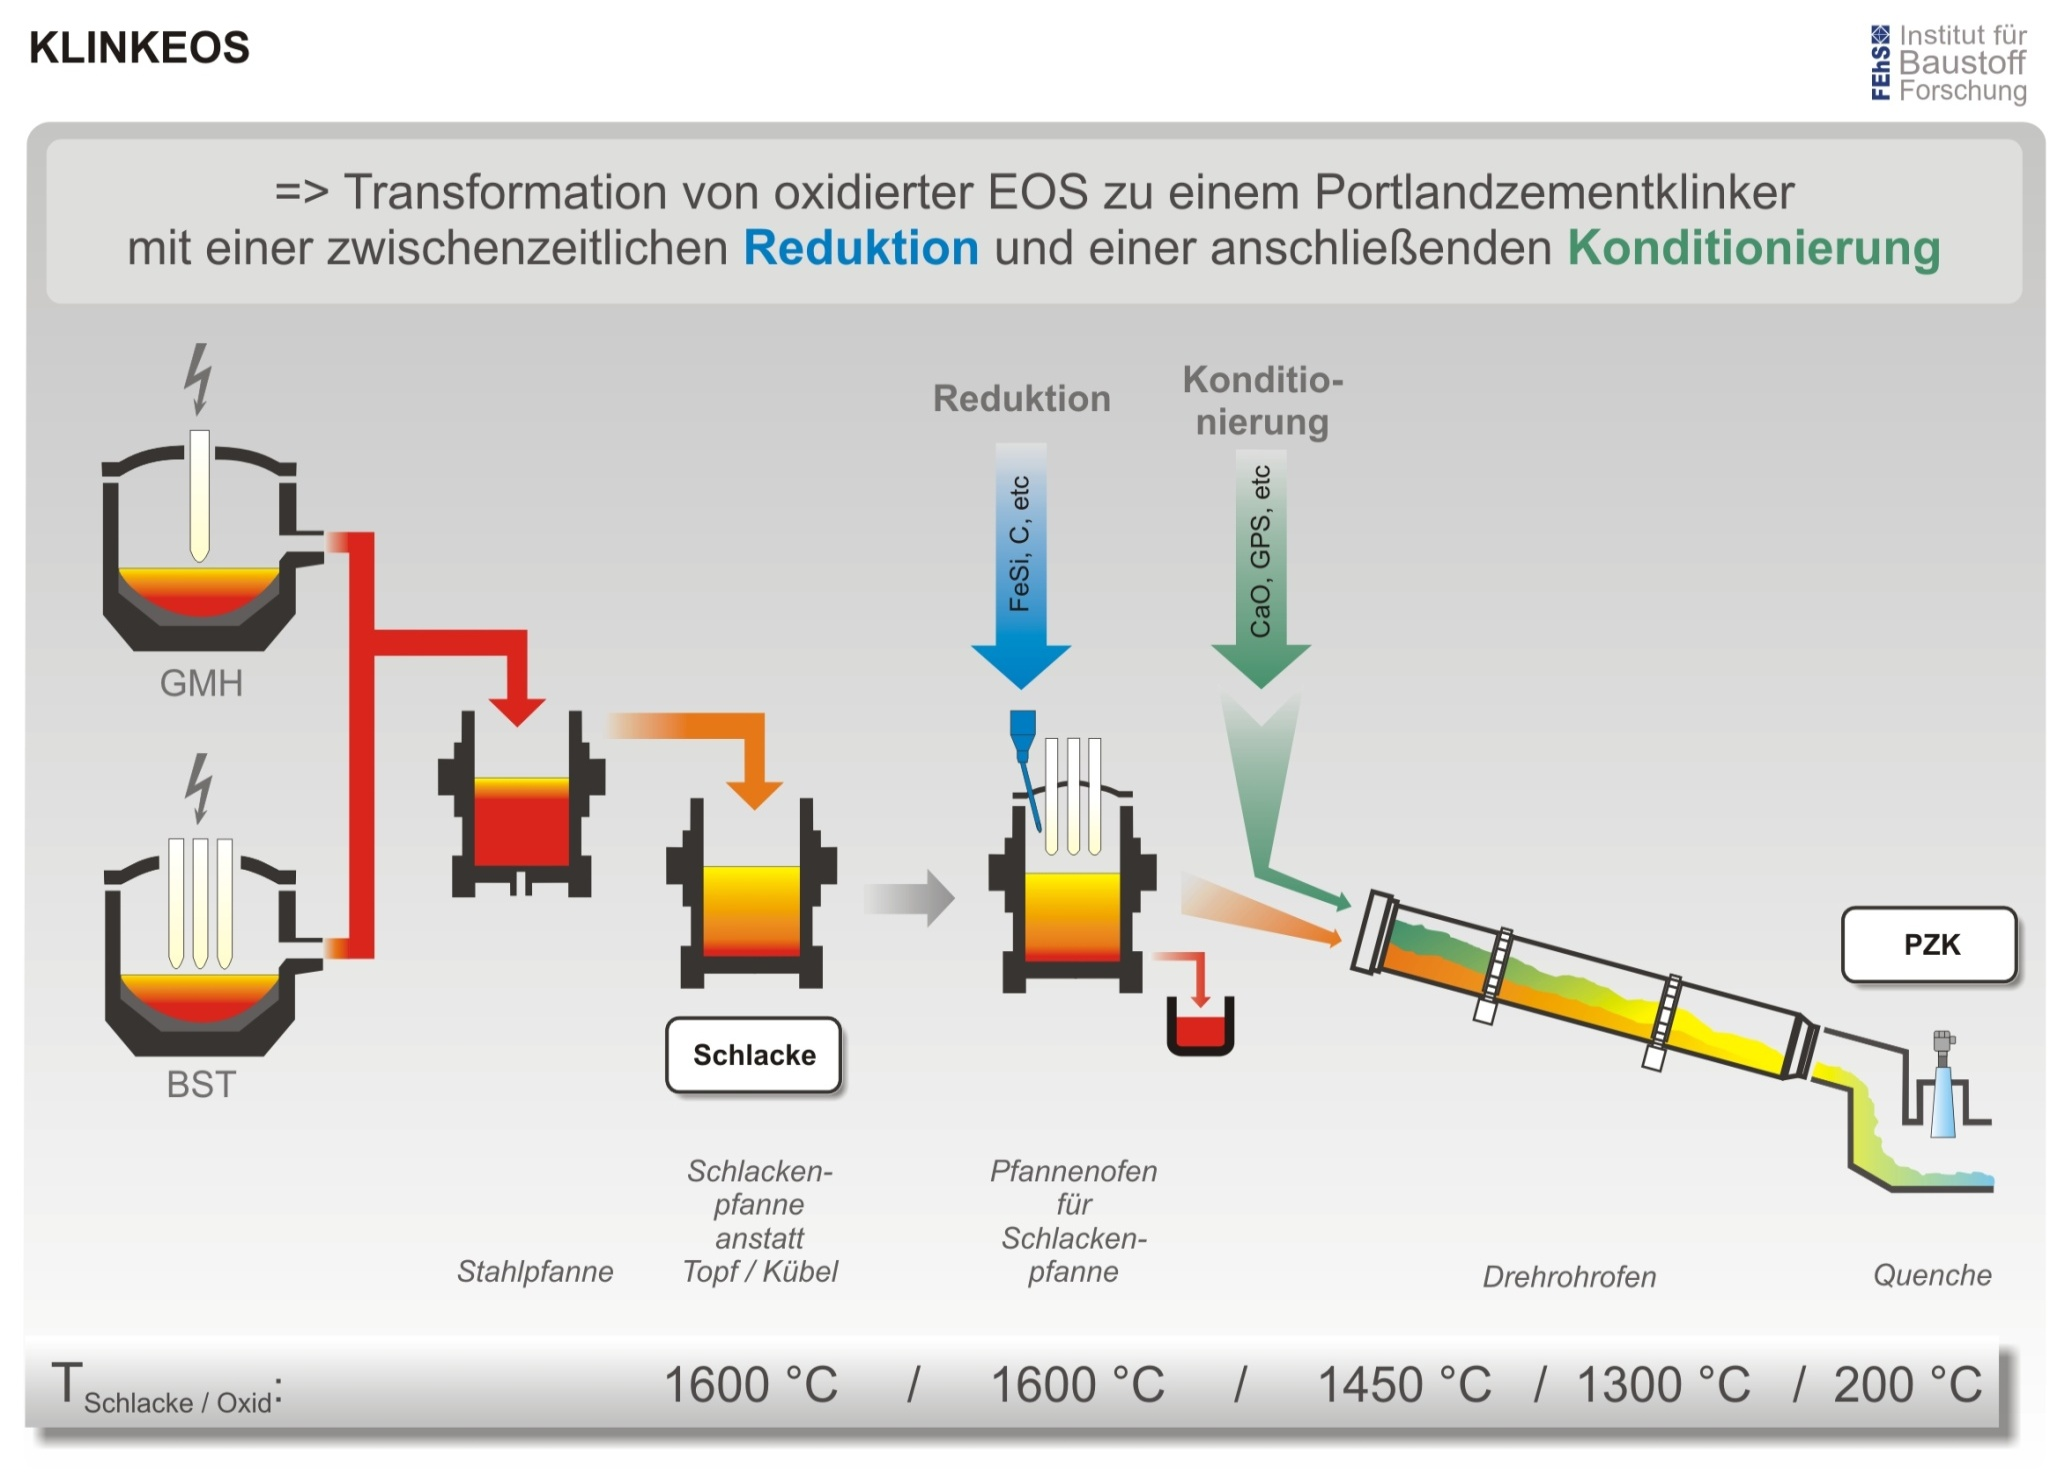 KLINKEOS
FEhS
Institut für
Baustoff
Forschung
=> Transformation von oxidierter EOS zu einem Portlandzementklinker
mit einer zwischenzeitlichen Reduktion und einer anschließenden Konditionierung
Reduktion
Konditio-
nierung
FeSi, C, etc
CaO, GPS, etc
GMH
BST
Schlacke
PZK
Stahlpfanne
Schlacken-
pfanne
anstatt
Topf / Kübel
Pfannenofen
für
Schlacken-
pfanne
Drehrohrofen
Quenche
T Schlacke / Oxid: 1600 °C / 1600 °C / 1450 °C / 1300 °C / 200 °C